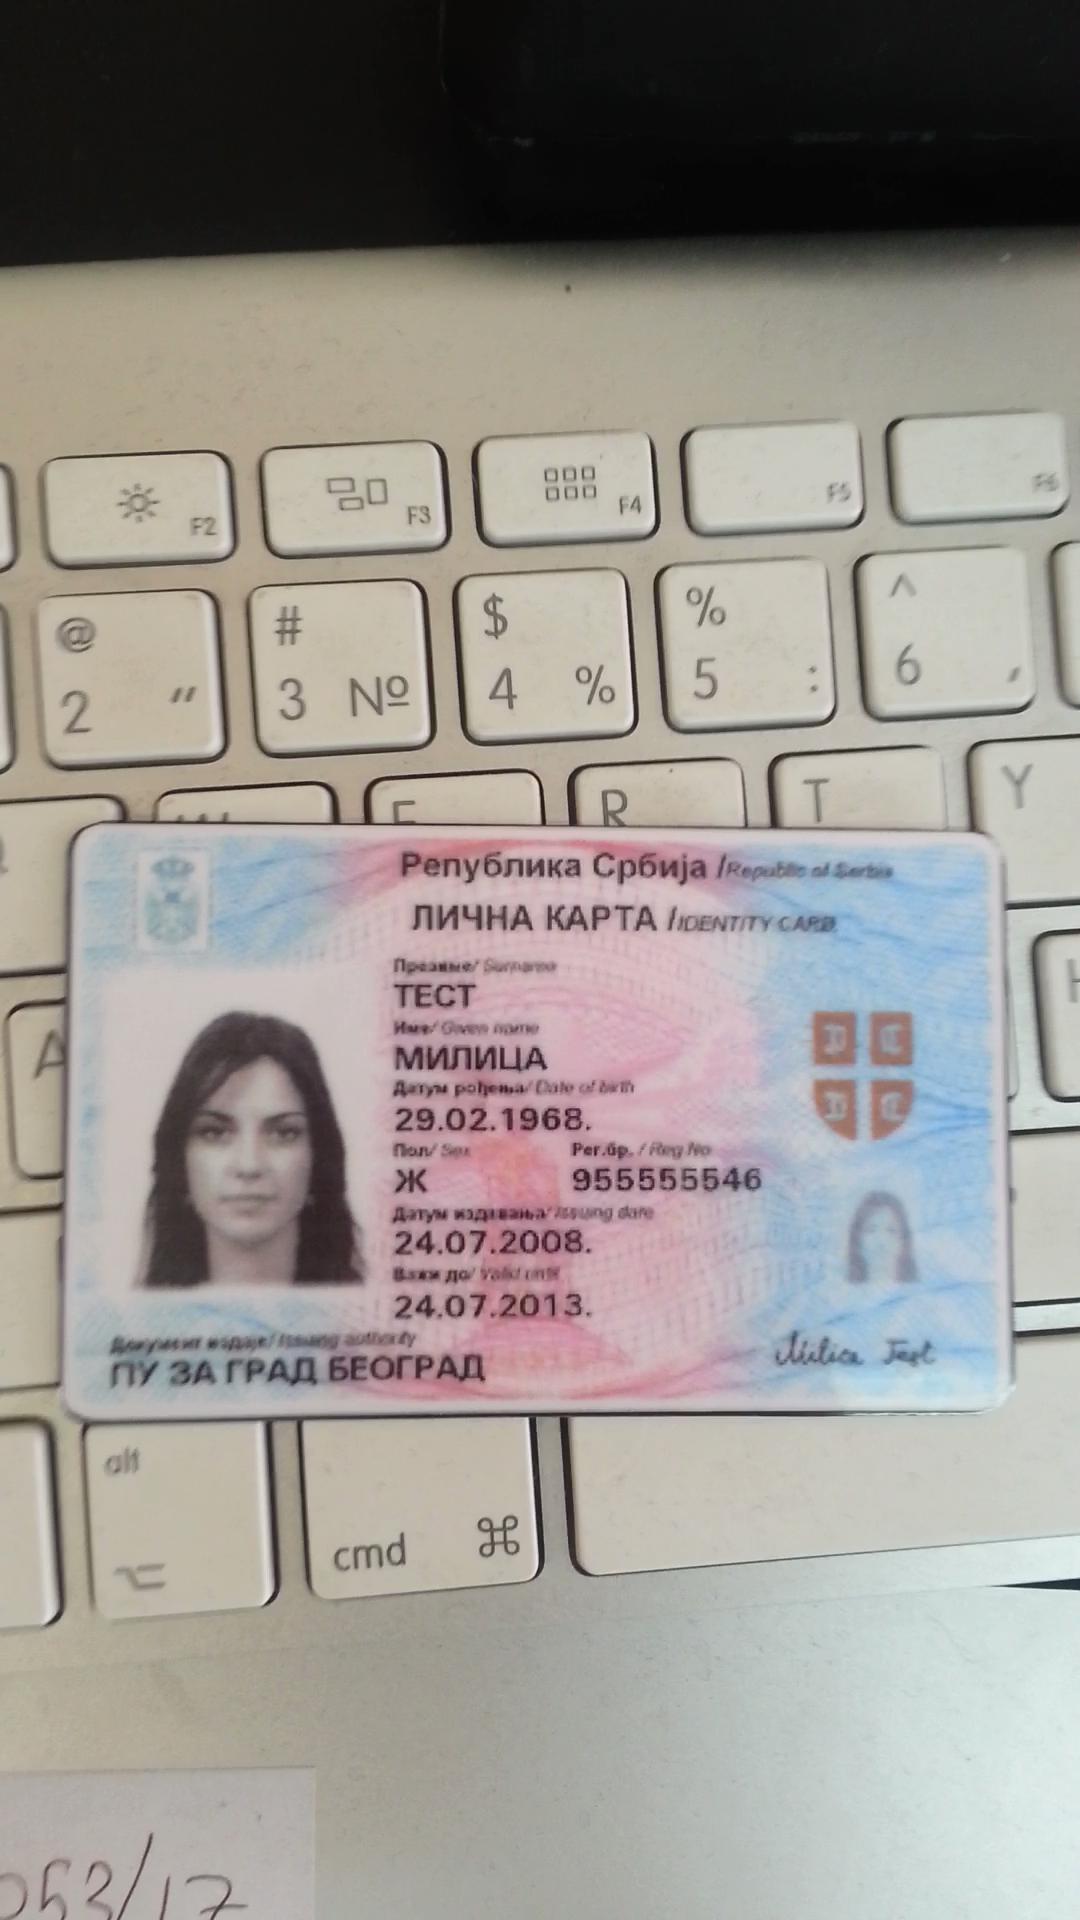 F2 F3 F4 F5 F6
@ # $ % ^
2 " 3 № 4 % 5 : 6 ,
R T Y
Република Србија /Republic of Serbia
ЛИЧНА КАРТА /IDENTITY CARD
Презиме/ Surname
ТЕСТ
Име/ Given name
A
МИЛИЦА
Датум рођења/ Date of birth
29.02.1968.
Пол/ Sex Рег.бр. / Reg No
Ж 955555546
Датум издавања/ Issuing date
24.07.2008.
Важи до/ Valid until
24.07.2013.
Документ издаје/ Issuing authority
ПУ ЗА ГРАД БЕОГРАД
Milica Test
alt
cmd ⌘
053/17